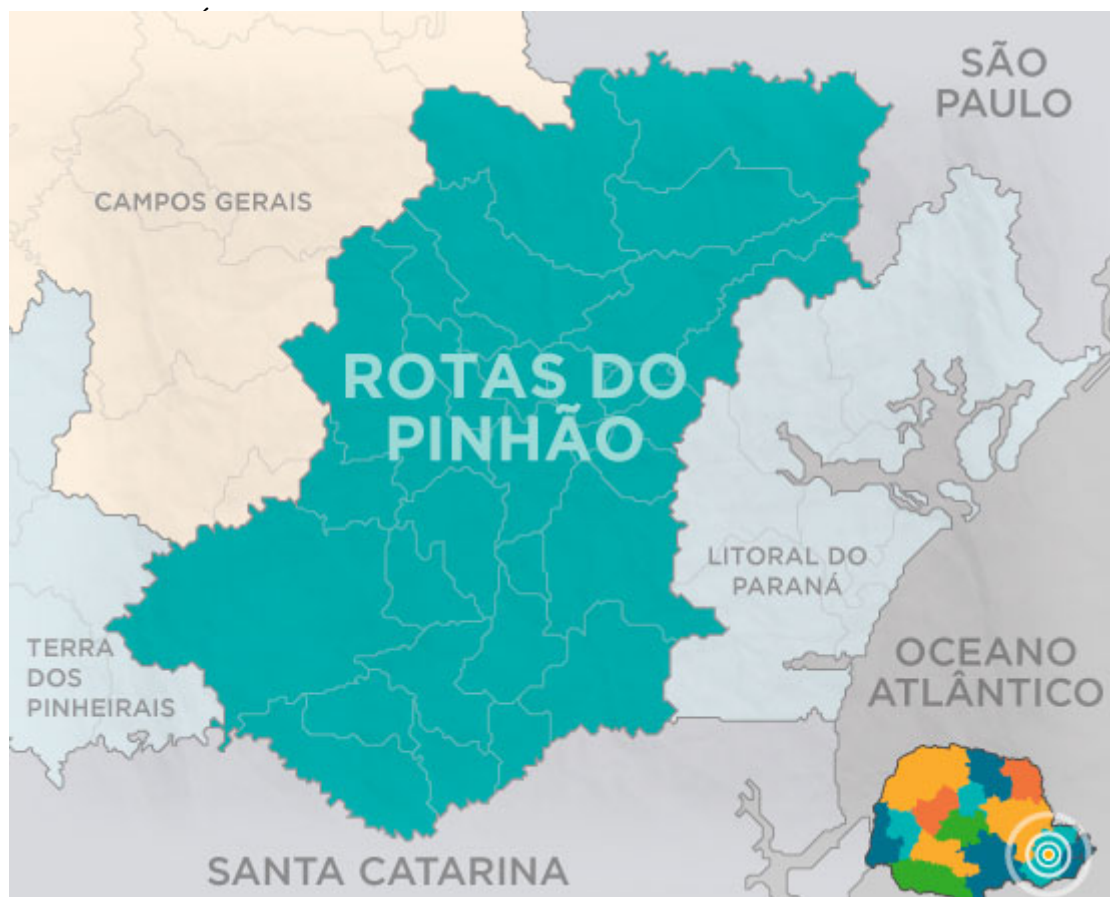 SÃO
PAULO
CAMPOS GERAIS
ROTAS DO
PINHÃO
LITORAL DO
PARANÁ
TERRA
DOS
PINHEIRAIS
OCEANO
ATLÂNTICO
SANTA CATARINA